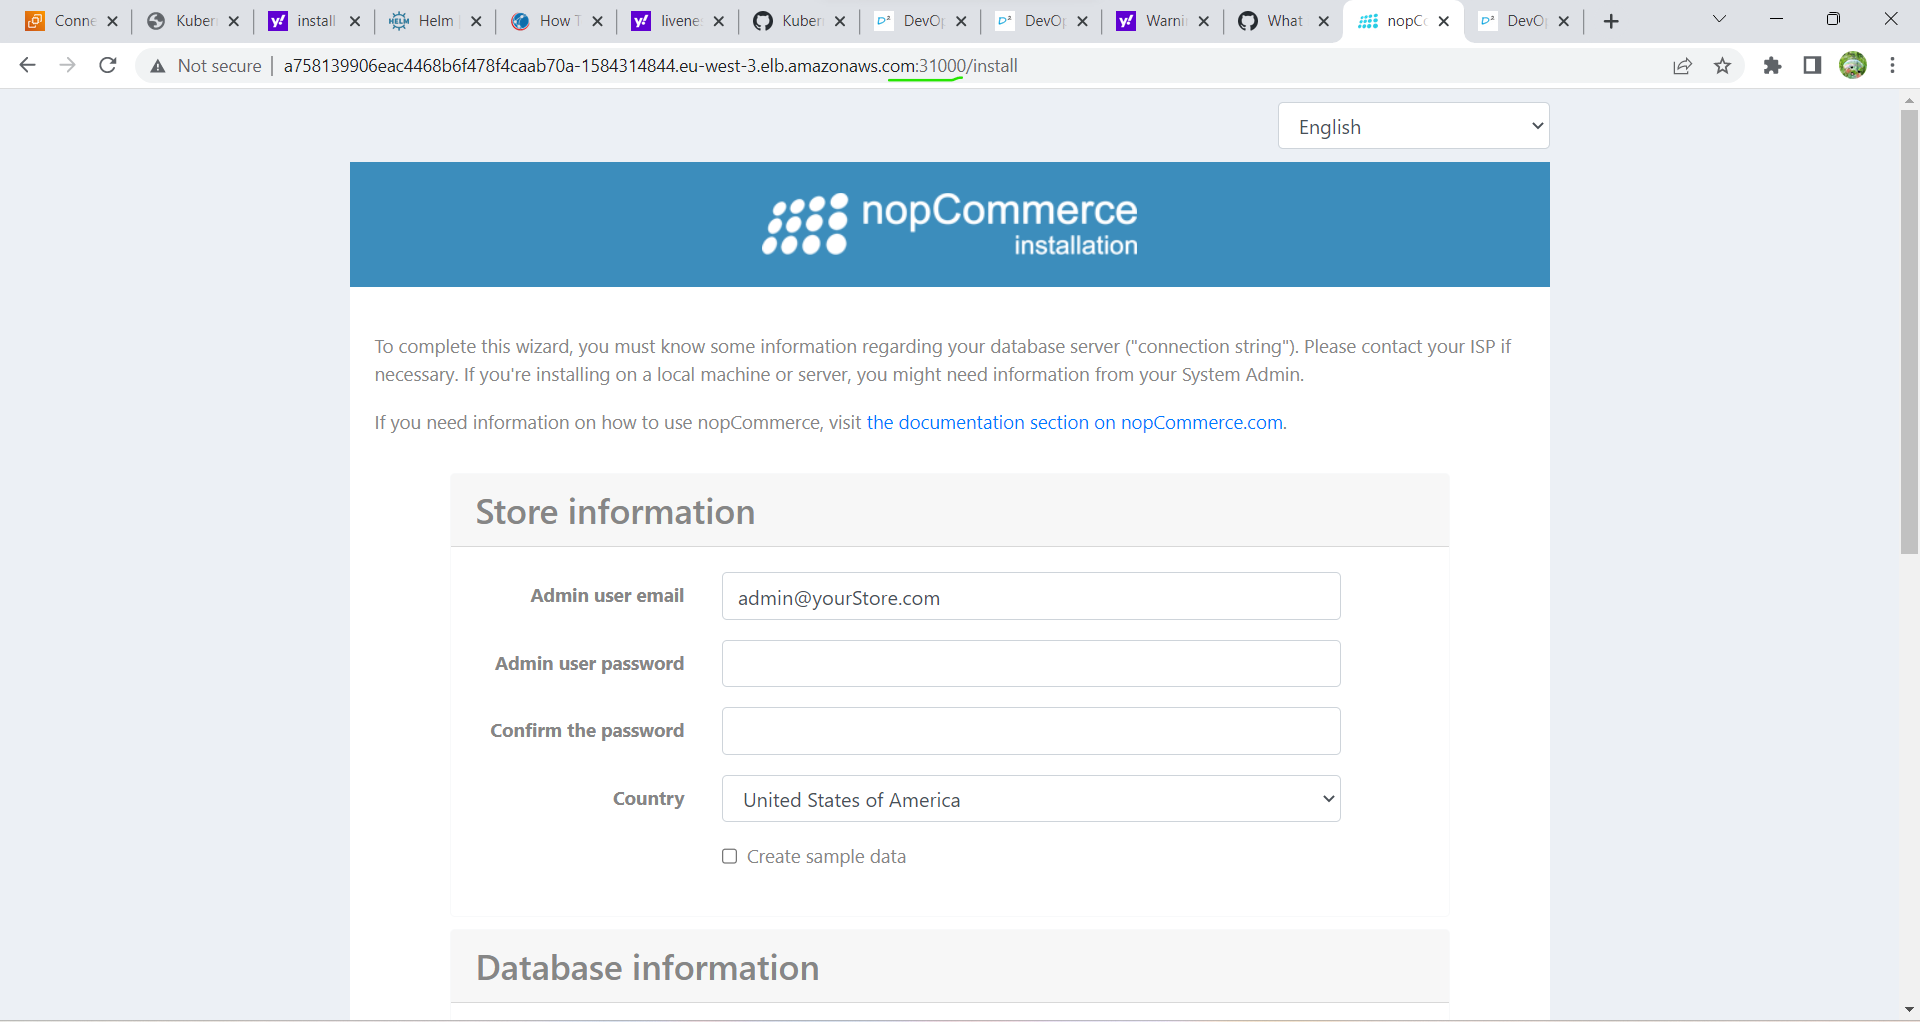 Conne
Kuber
install
Helm
How T
livene
Kuber
DevOp
DevOp
Warni
What
nopCo
DevOp
Not secure
a758139906eac4468b6f478f4caab70a-1584314844.eu-west-3.elb.amazonaws.com:31000/install
English
nopCommerce
installation
To complete this wizard, you must know some information regarding your database server ("connection string"). Please contact your ISP if
necessary. If you're installing on a local machine or server, you might need information from your System Admin.
If you need information on how to use nopCommerce, visit the documentation section on nopCommerce.com.
Store information
Admin user email
admin@yourStore.com
Admin user password
Confirm the password
Country
United States of America
Create sample data
Database information